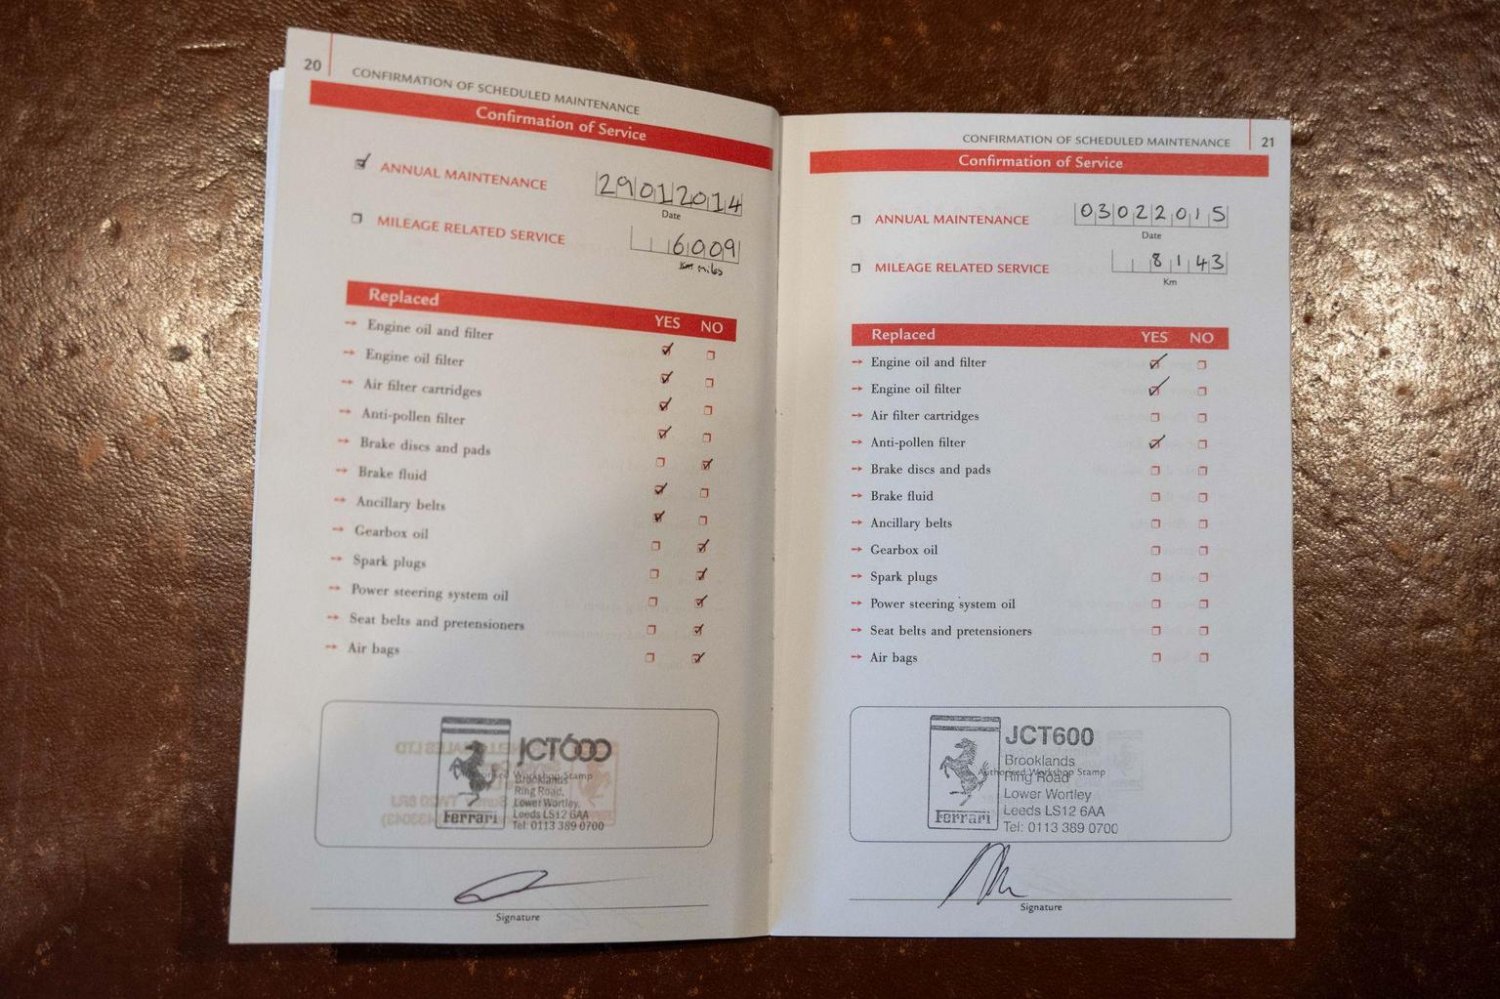 20
CONFIRMATION OF SCHEDULED MAINTENANCE
Confirmation of Service
ANNUAL MAINTENANCE
29012014
Date
MILEAGE RELATED SERVICE
6009
Km miles
Replaced YES NO
Engine oil and filter
Engine oil filter
Air filter cartridges
Anti-pollen filter
Brake discs and pads
Brake fluid
Ancillary belts
Gearbox oil
Spark plugs
Power steering system oil
Seat belts and pretensioners
Air bags
JCT600
Authorised Workshop Stamp
Brooklands
Ring Road,
Lower Wortley,
Leeds LS12 6AA
Tel: 0113 389 0700
Ferrari
Signature
CONFIRMATION OF SCHEDULED MAINTENANCE
21
Confirmation of Service
ANNUAL MAINTENANCE
03022015
Date
MILEAGE RELATED SERVICE
8143
Km
Replaced YES NO
Engine oil and filter
Engine oil filter
Air filter cartridges
Anti-pollen filter
Brake discs and pads
Brake fluid
Ancillary belts
Gearbox oil
Spark plugs
Power steering system oil
Seat belts and pretensioners
Air bags
JCT600
Brooklands
Authorised Workshop Stamp
Ring Road
Lower Wortley
Leeds LS12 6AA
Tel: 0113 389 0700
Ferrari
Signature